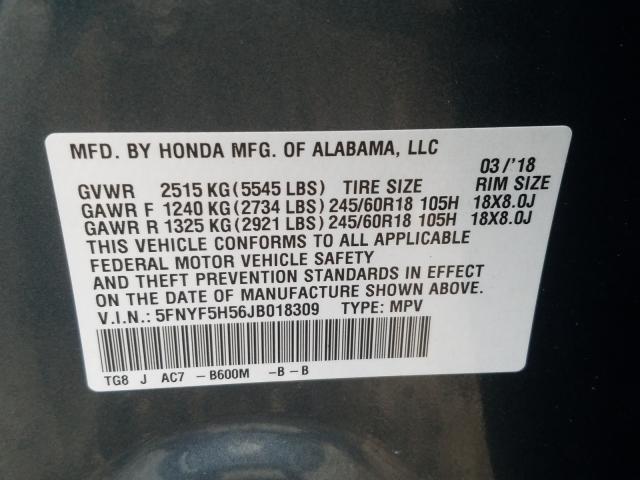 MFD. BY HONDA MFG. OF ALABAMA, LLC
03/'18
GVWR 2515 KG (5545 LBS) TIRE SIZE RIM SIZE
GAWR F 1240 KG (2734 LBS) 245/60R18 105H 18X8.0J
GAWR R 1325 KG (2921 LBS) 245/60R18 105H 18X8.0J
THIS VEHICLE CONFORMS TO ALL APPLICABLE
FEDERAL MOTOR VEHICLE SAFETY
AND THEFT PREVENTION STANDARDS IN EFFECT
ON THE DATE OF MANUFACTURE SHOWN ABOVE.
V.I.N.: 5FNYF5H56JB018309 TYPE: MPV
TG8 J AC7 -B600M -B -B